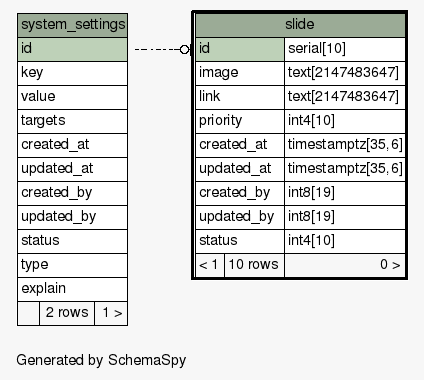 system_settings
id
key
value
targets
created_at
updated_at
created_by
updated_by
status
type
explain
2 rows 1 >
slide
id serial[10]
image text[2147483647]
link text[2147483647]
priority int4[10]
created_at timestamptz[35,6]
updated_at timestamptz[35,6]
created_by int8[19]
updated_by int8[19]
status int4[10]
< 1 10 rows 0 >
Generated by SchemaSpy